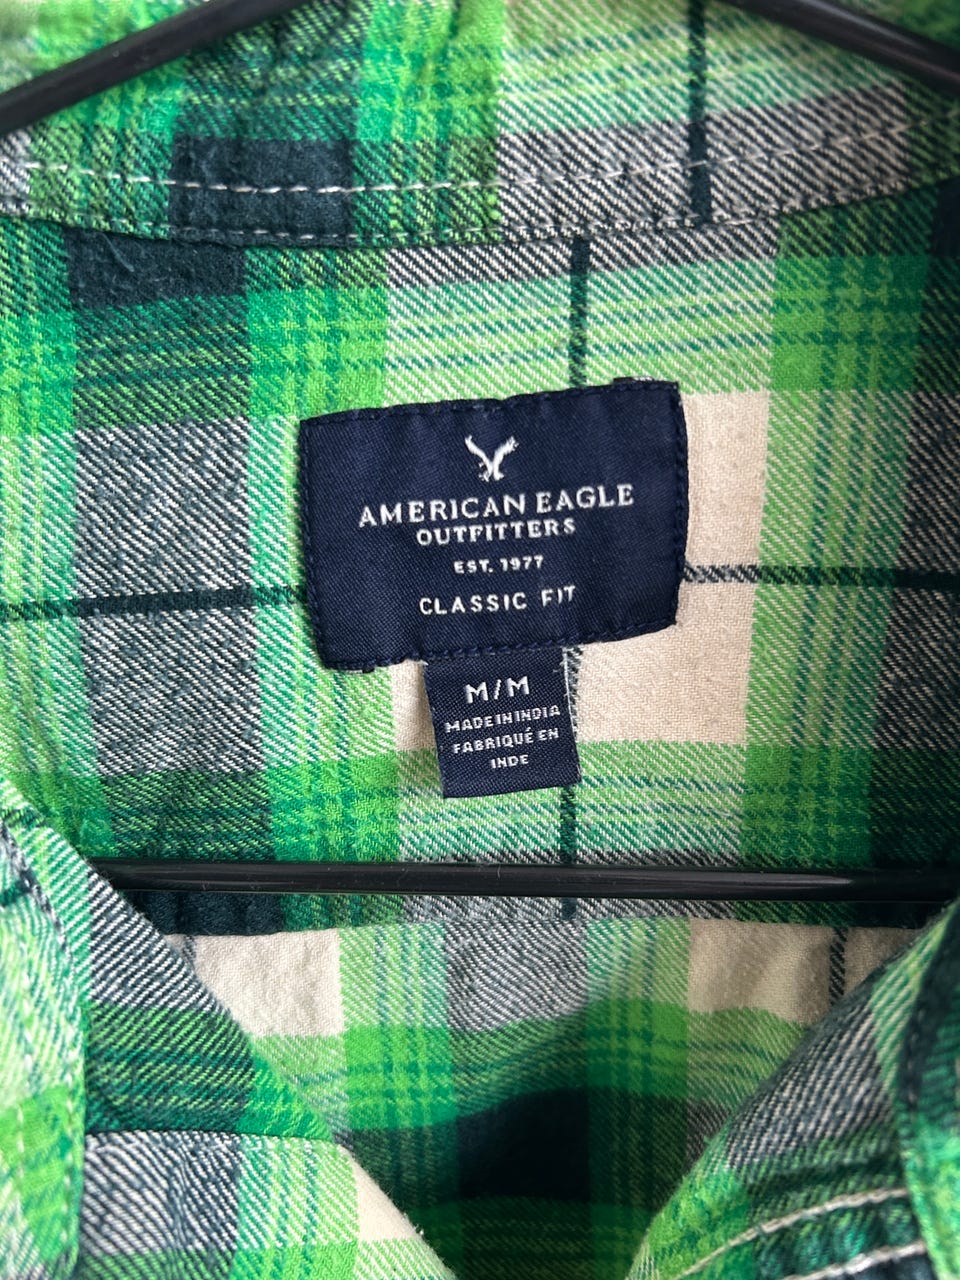 AMERICAN EAGLE
OUTFITTERS
EST. 1977
CLASSIC FIT
M/M
MADE IN INDIA
FABRIQUÉ EN
INDE